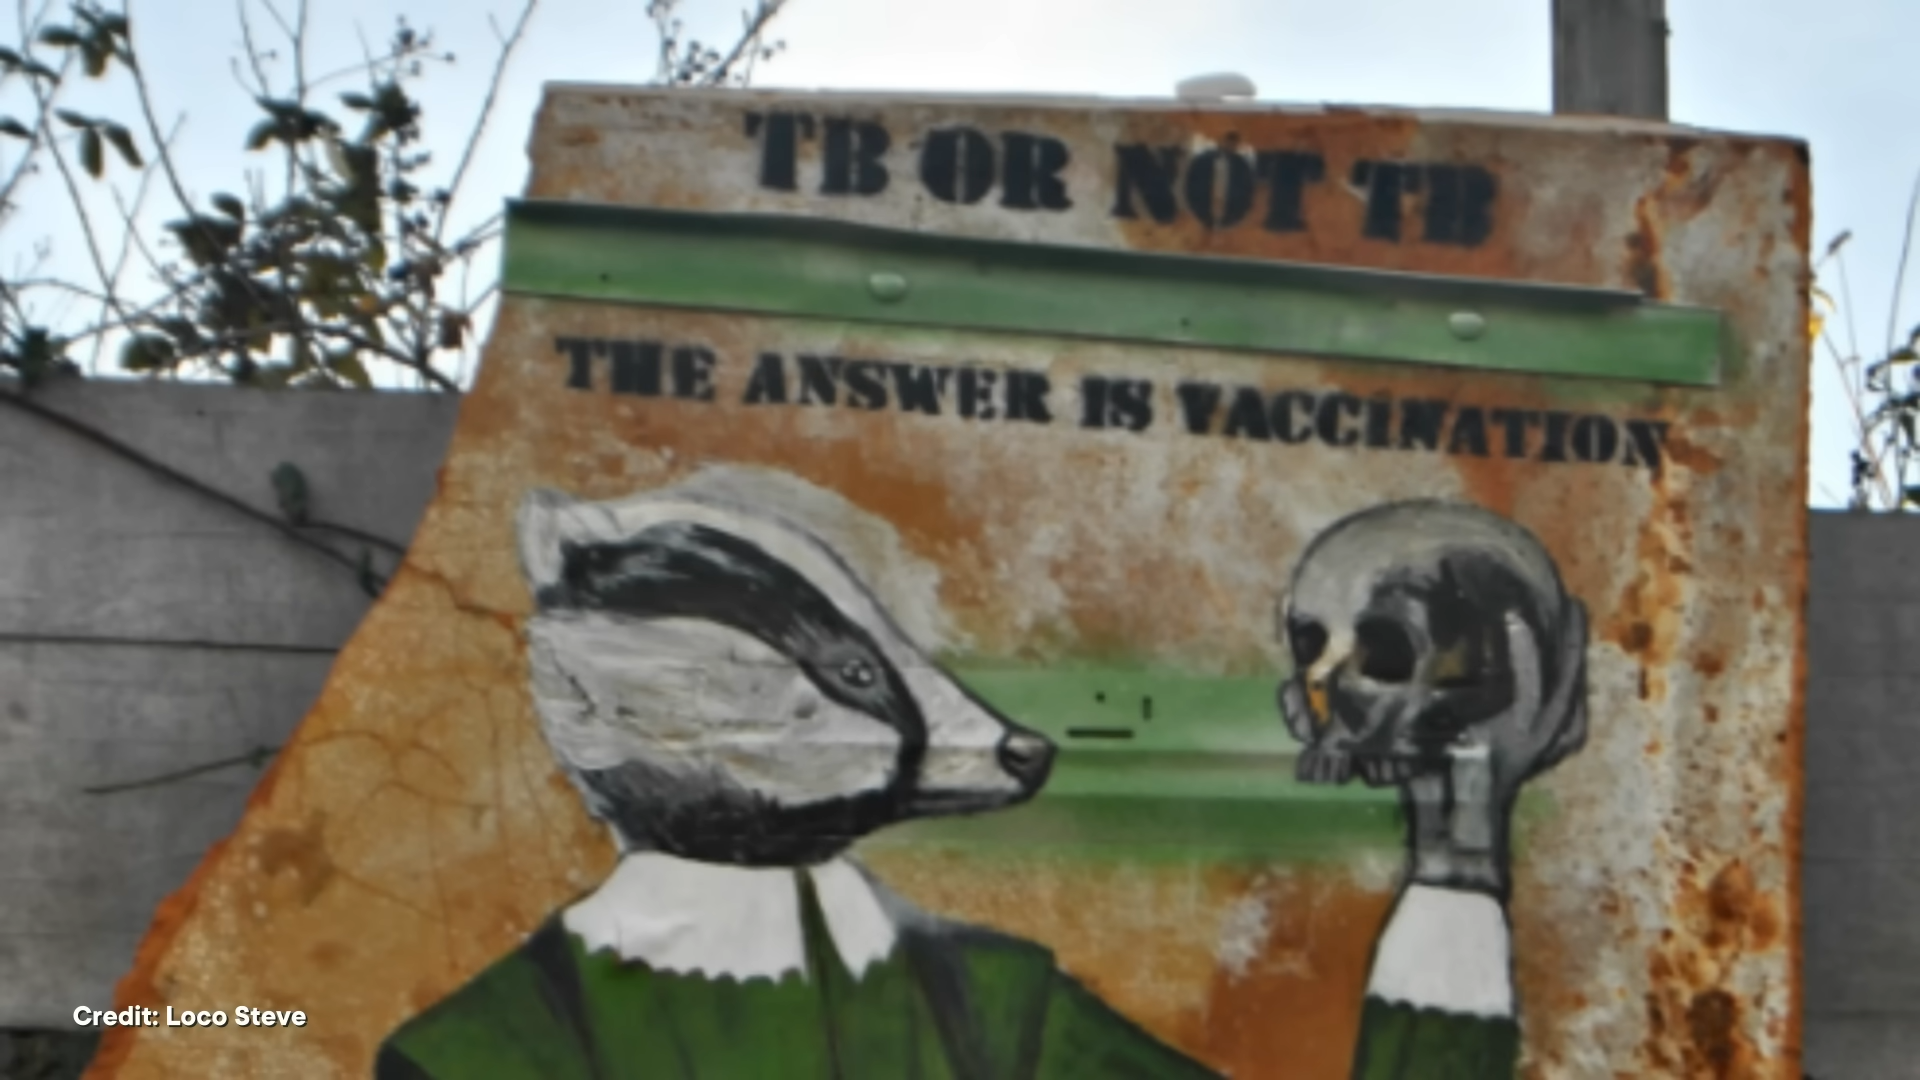 TB OR NOT TB
THE ANSWER IS VACCINATION
Credit: Loco Steve